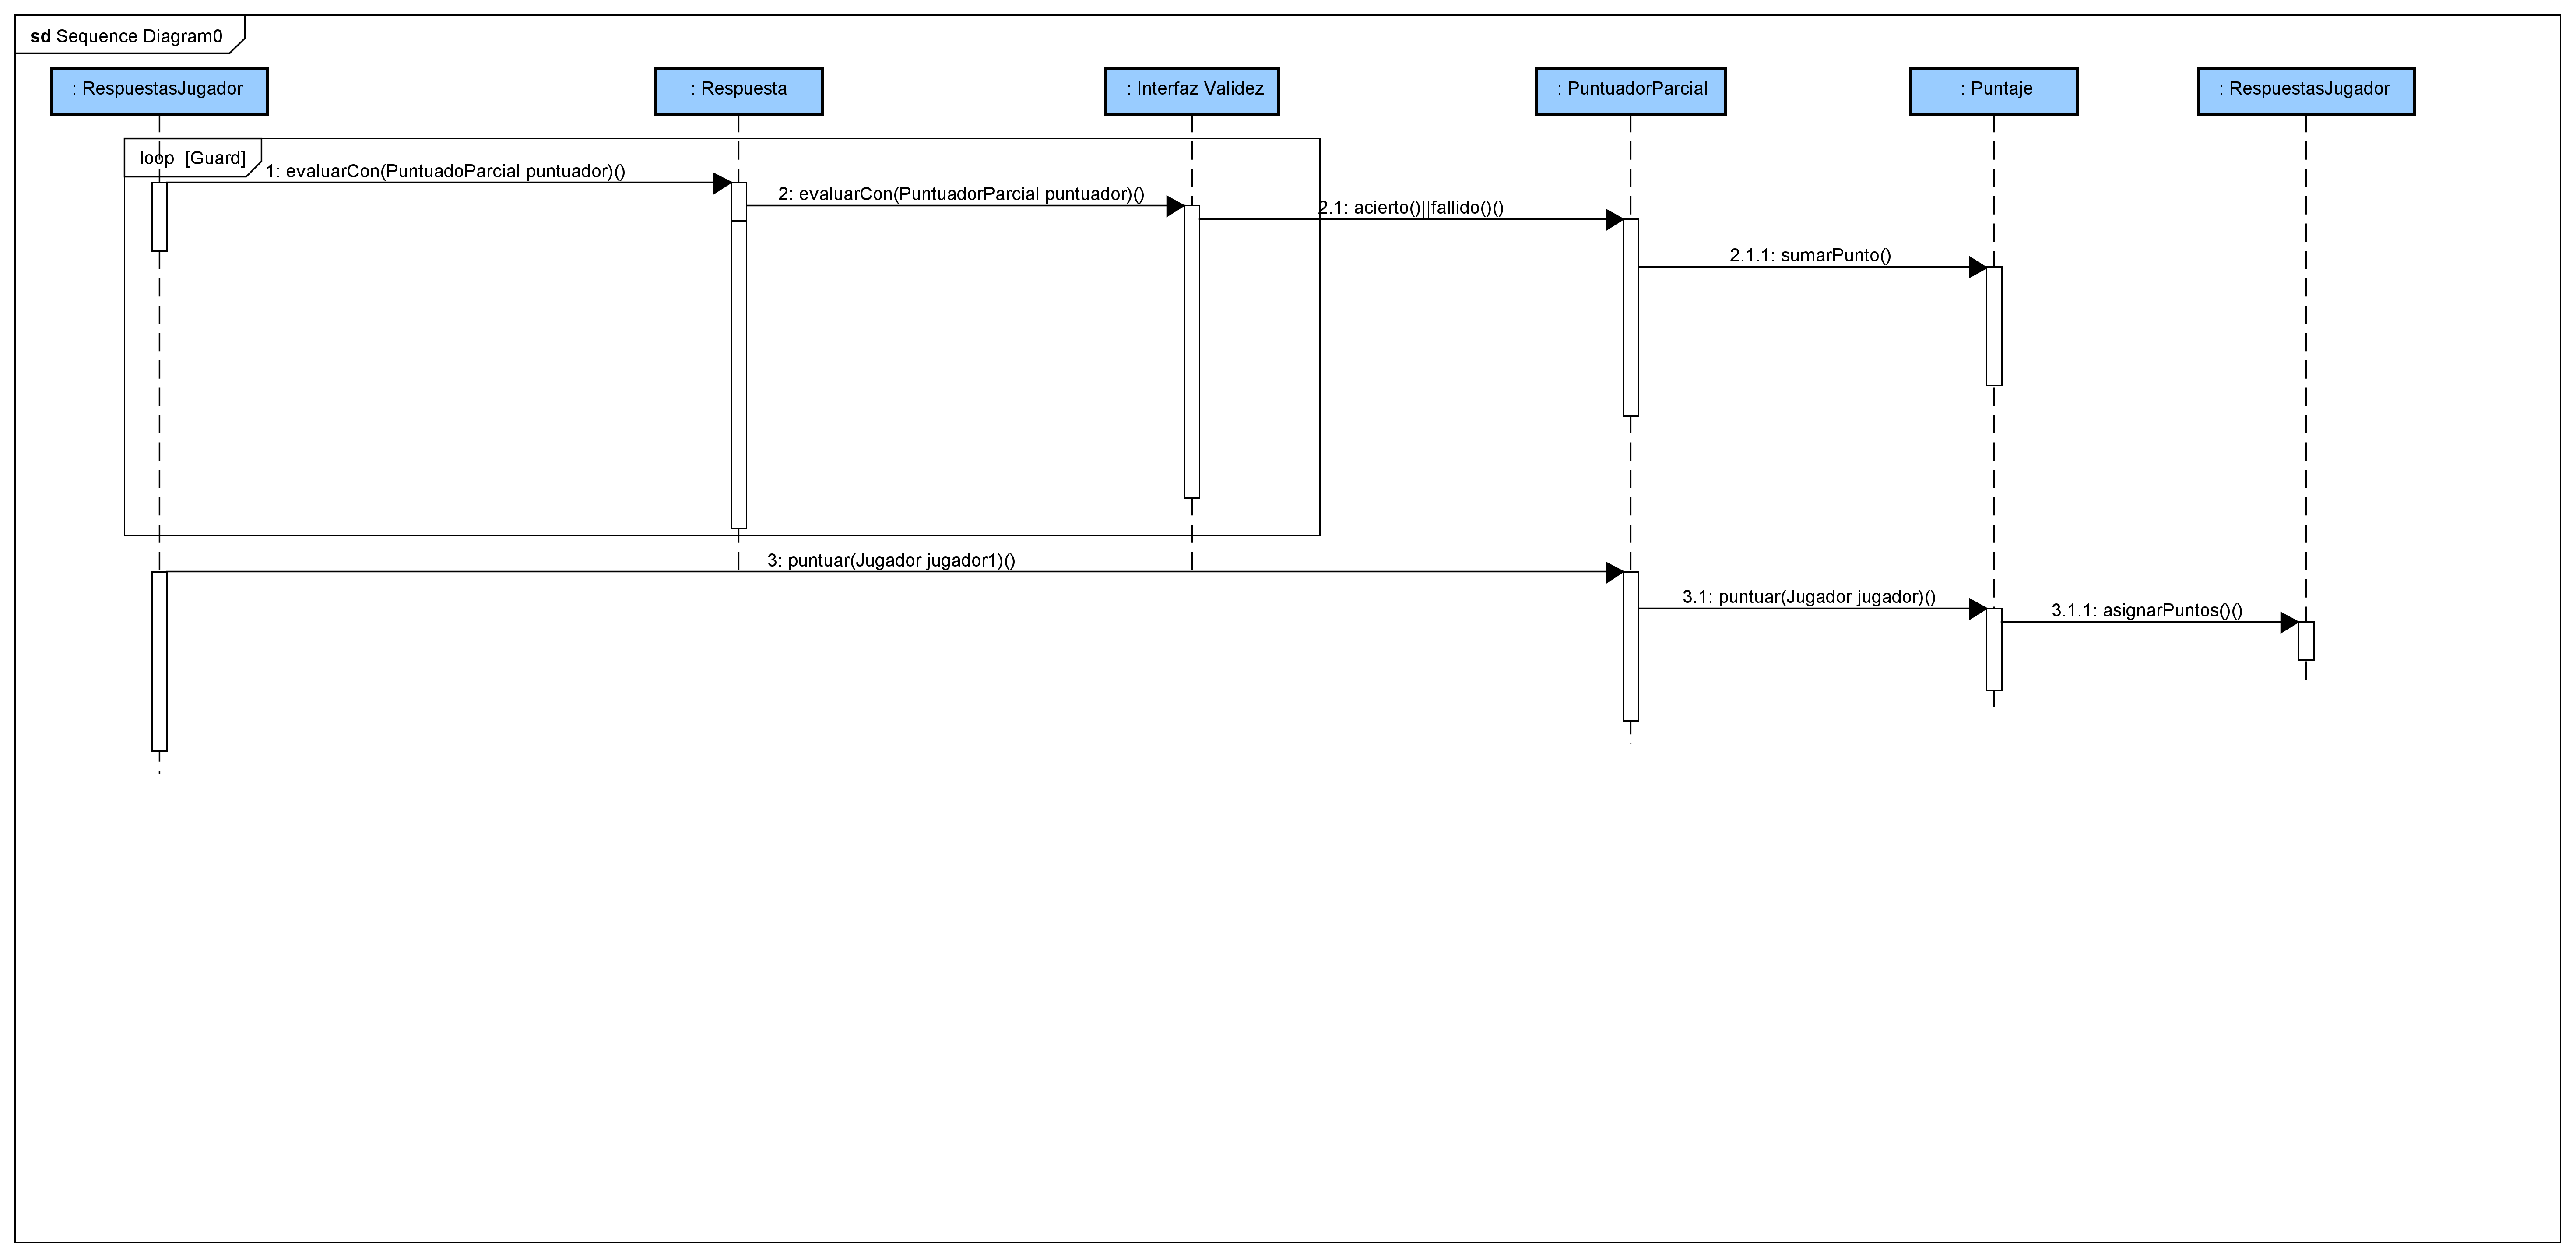 sd Sequence Diagram0
: RespuestasJugador
: Respuesta
: Interfaz Validez
: PuntuadorParcial
: Puntaje
: RespuestasJugador
loop [Guard]
1: evaluarCon(PuntuadoParcial puntuador)()
2: evaluarCon(PuntuadorParcial puntuador)()
2.1: acierto()||fallido()()
2.1.1: sumarPunto()
3: puntuar(Jugador jugador1)()
3.1: puntuar(Jugador jugador)()
3.1.1: asignarPuntos()()